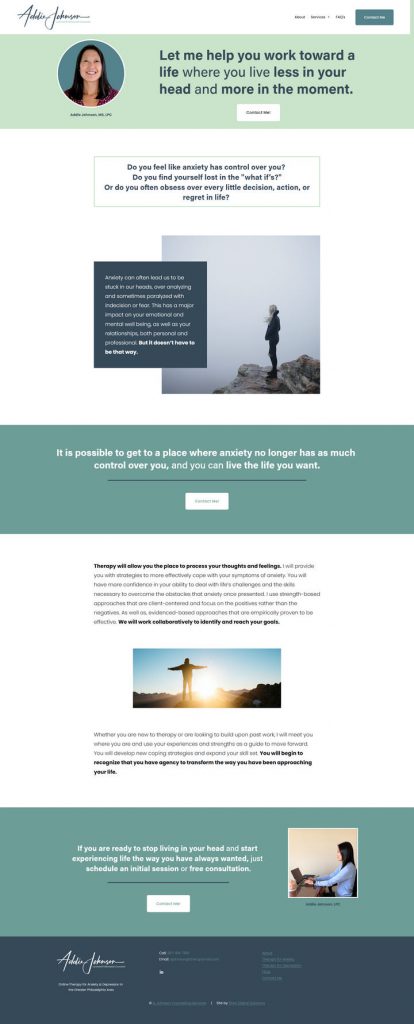 Addie Johnson
About Services FAQs Contact Me
Let me help you work toward a
life where you live less in your
head and more in the moment.
Contact Me!
Addie Johnson, MS, LPC
Do you feel like anxiety has control over you?
Do you find yourself lost in the "what if's?"
Or do you often obsess over every little decision, action, or
regret in life?
Anxiety can often lead us to be
stuck in our heads, over analyzing
and sometimes paralyzed with
indecision or fear. This has a major
impact on your emotional and
mental well being, as well as your
relationships, both personal and
professional. But it doesn't have to
be that way.
It is possible to get to a place where anxiety no longer has as much
control over you, and you can live the life you want.
Contact Me!
Therapy will allow you the place to process your thoughts and feelings. I will provide
you with strategies to more effectively cope with your symptoms of anxiety. You will
have more confidence in your ability to deal with life's challenges and the skills
necessary to overcome the obstacles that anxiety once presented. I use strength-based
approaches that are client-centered and focus on the positives rather than the
negatives. As well as, evidenced-based approaches that are empirically proven to be
effective. We will work collaboratively to identify and reach your goals.
Whether you are new to therapy or are looking to build upon past work, I will meet
you where you are and use your experiences and strengths as a guide to move forward.
You will develop new coping strategies and expand your skill set. You will begin to
recognize that you have agency to transform the way you have been approaching
your life.
If you are ready to stop living in your head and start
experiencing life the way you have always wanted, just
schedule an initial session or free consultation.
Contact Me!
Addie Johnson, LPC
Addie Johnson
Online Therapy for Anxiety & Depression in
the Greater Philadelphia Area
Call:
Email:
About
Therapy for Anxiety
Therapy for Depression
FAQs
Contact Me
© A. Johnson Counseling Services | Site by